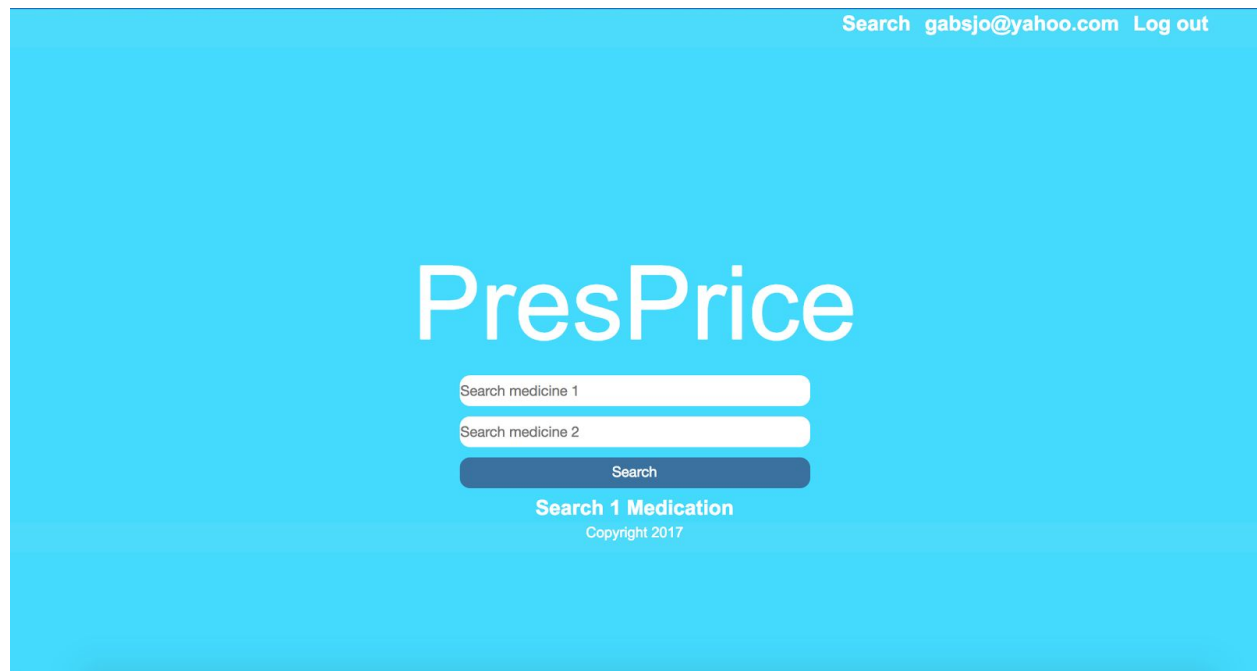 Search gabsjo@yahoo.com Log out
PresPrice
Search medicine 1
Search medicine 2
Search
Search 1 Medication
Copyright 2017